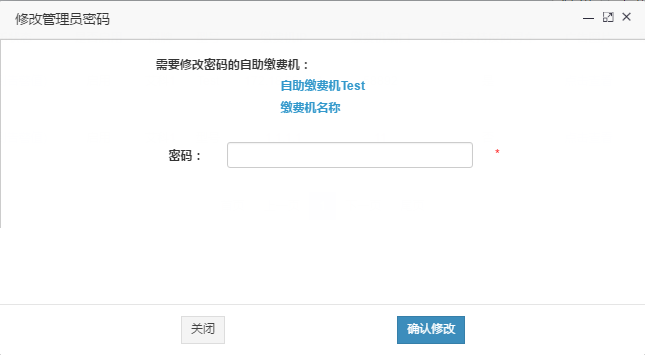 修改管理员密码
需要修改密码的自助缴费机：
自助缴费机Test
缴费机名称
密码： *
关闭 确认修改